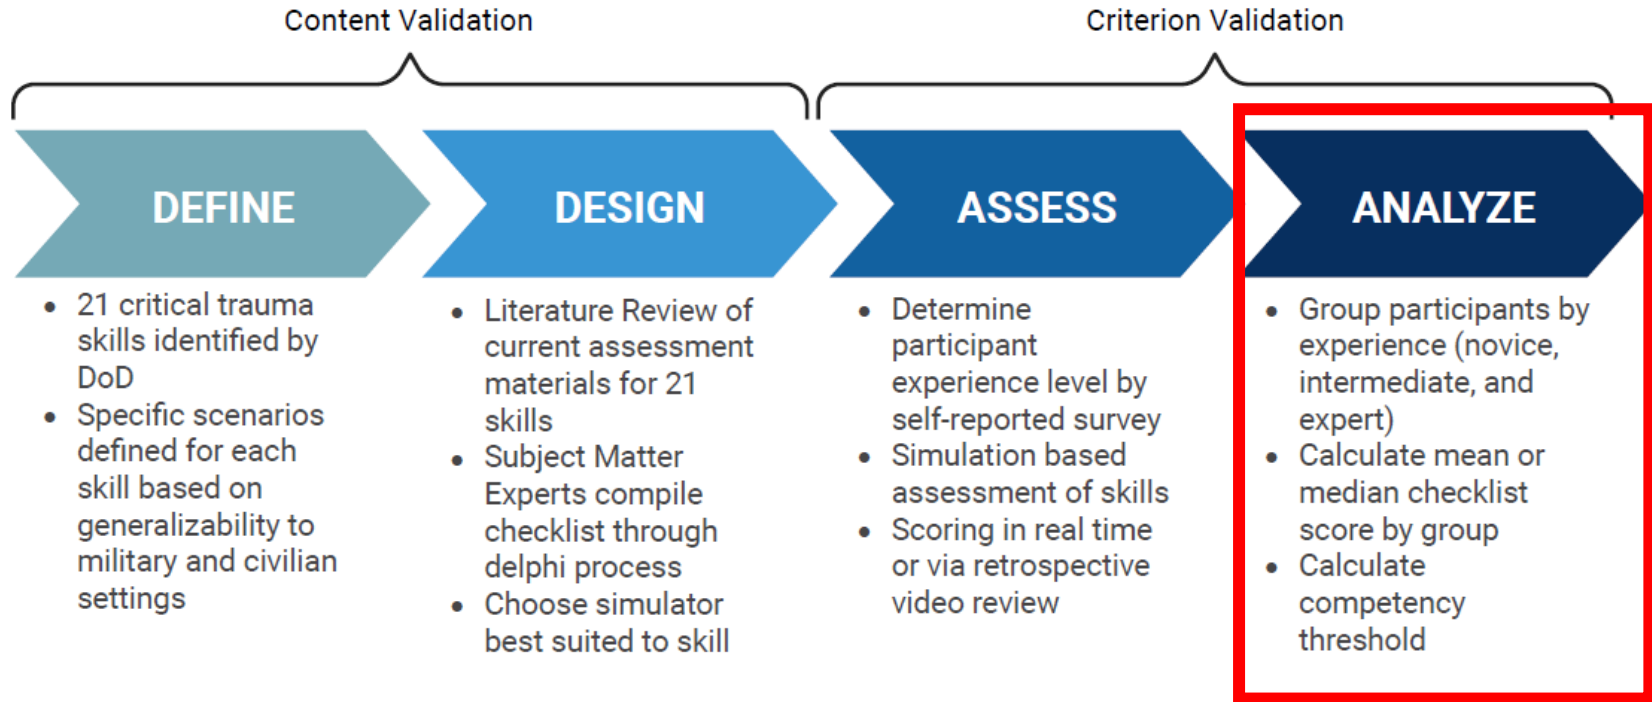 Content Validation
Criterion Validation
DEFINE
• 21 critical trauma
skills identified by
DoD
• Specific scenarios
defined for each
skill based on
generalizability to
military and civilian
settings
DESIGN
• Literature Review of
current assessment
materials for 21
skills
• Subject Matter
Experts compile
checklist through
delphi process
• Choose simulator
best suited to skill
ASSESS
• Determine
participant
experience level by
self-reported survey
• Simulation based
assessment of skills
• Scoring in real time
or via retrospective
video review
ANALYZE
• Group participants by
experience (novice,
intermediate, and
expert)
• Calculate mean or
median checklist
score by group
• Calculate
competency
threshold